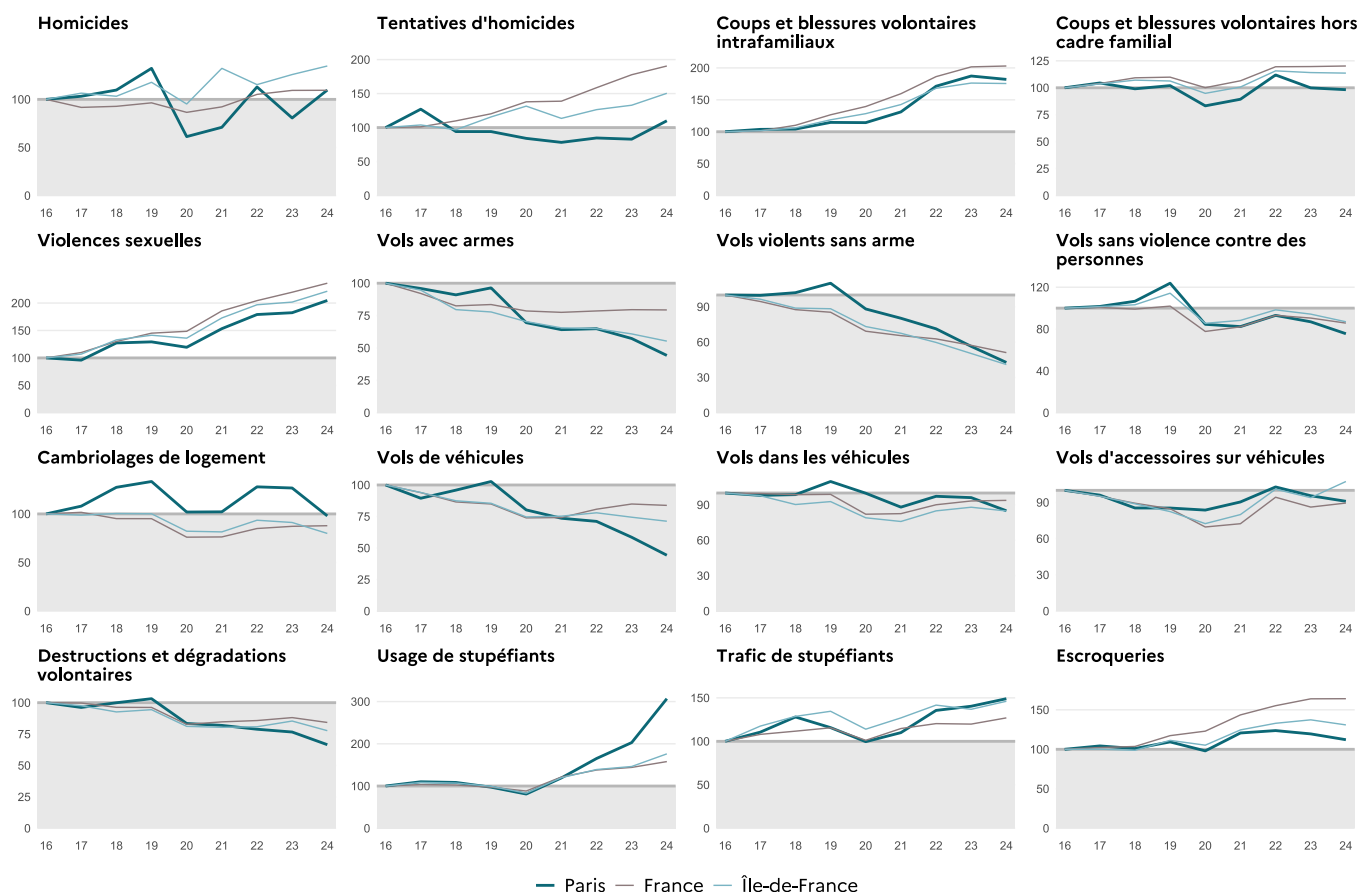 Homicides
100
50
0
16 17 18 19 20 21 22 23 24
Tentatives d'homicides
200
150
100
50
0
16 17 18 19 20 21 22 23 24
Coups et blessures volontaires
intrafamiliaux
200
150
100
50
0
16 17 18 19 20 21 22 23 24
Coups et blessures volontaires hors
cadre familial
125
100
75
50
25
0
16 17 18 19 20 21 22 23 24
Violences sexuelles
200
150
100
50
0
16 17 18 19 20 21 22 23 24
Vols avec armes
100
75
50
25
0
16 17 18 19 20 21 22 23 24
Vols violents sans arme
90
60
30
0
16 17 18 19 20 21 22 23 24
Vols sans violence contre des
personnes
120
80
40
0
16 17 18 19 20 21 22 23 24
Cambriolages de logement
100
50
0
16 17 18 19 20 21 22 23 24
Vols de véhicules
100
75
50
25
0
16 17 18 19 20 21 22 23 24
Vols dans les véhicules
90
60
30
0
16 17 18 19 20 21 22 23 24
Vols d'accessoires sur véhicules
90
60
30
0
16 17 18 19 20 21 22 23 24
Destructions et dégradations
volontaires
100
75
50
25
0
16 17 18 19 20 21 22 23 24
Usage de stupéfiants
300
200
100
0
16 17 18 19 20 21 22 23 24
Trafic de stupéfiants
150
100
50
0
16 17 18 19 20 21 22 23 24
Escroqueries
150
100
50
0
16 17 18 19 20 21 22 23 24
Paris France Île-de-France